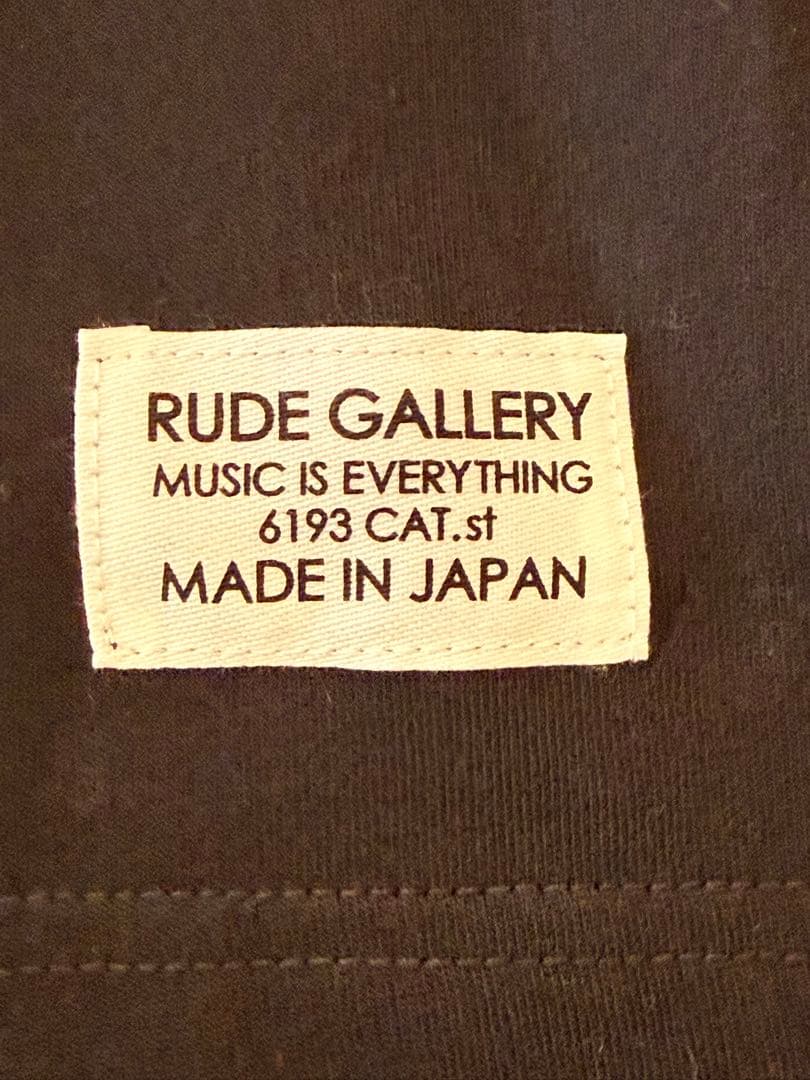 RUDE GALLERY
MUSIC IS EVERYTHING
6193 CAT.st
MADE IN JAPAN